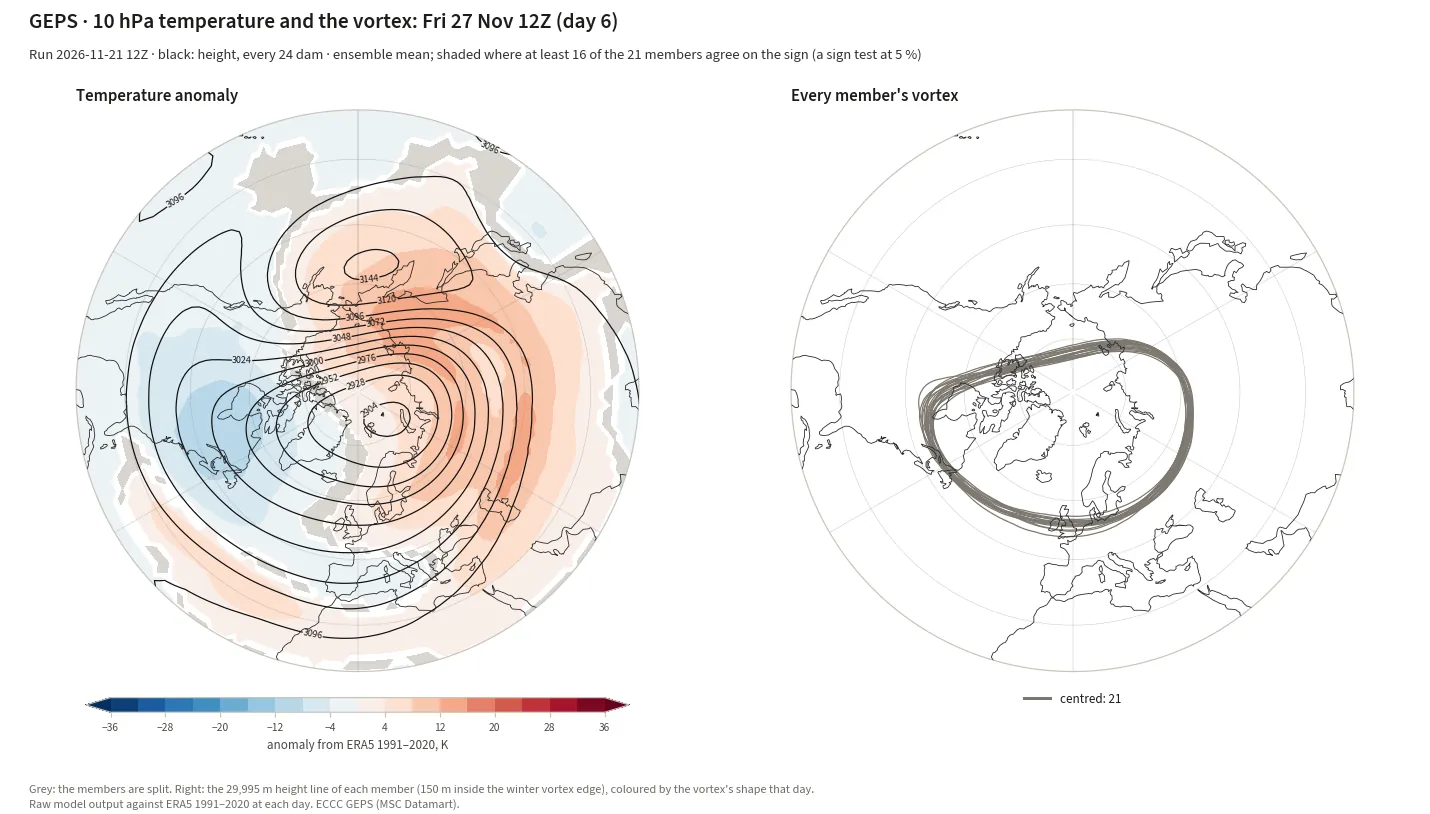 GEPS · 10 hPa temperature and the vortex: Fri 27 Nov 12Z (day 6)
Run 2026-11-21 12Z · black: height, every 24 dam · ensemble mean; shaded where at least 16 of the 21 members agree on the sign (a sign test at 5 %)
Temperature anomaly
Every member's vortex
3096
3096
3144
3120
3096
3072
3048
3024
3000
2976
2952
2928
2904
3096
centred: 21
−36 −28 −20 −12 −4 4 12 20 28 36
anomaly from ERA5 1991–2020, K
Grey: the members are split. Right: the 29,995 m height line of each member (150 m inside the winter vortex edge), coloured by the vortex's shape that day.
Raw model output against ERA5 1991–2020 at each day. ECCC GEPS (MSC Datamart).